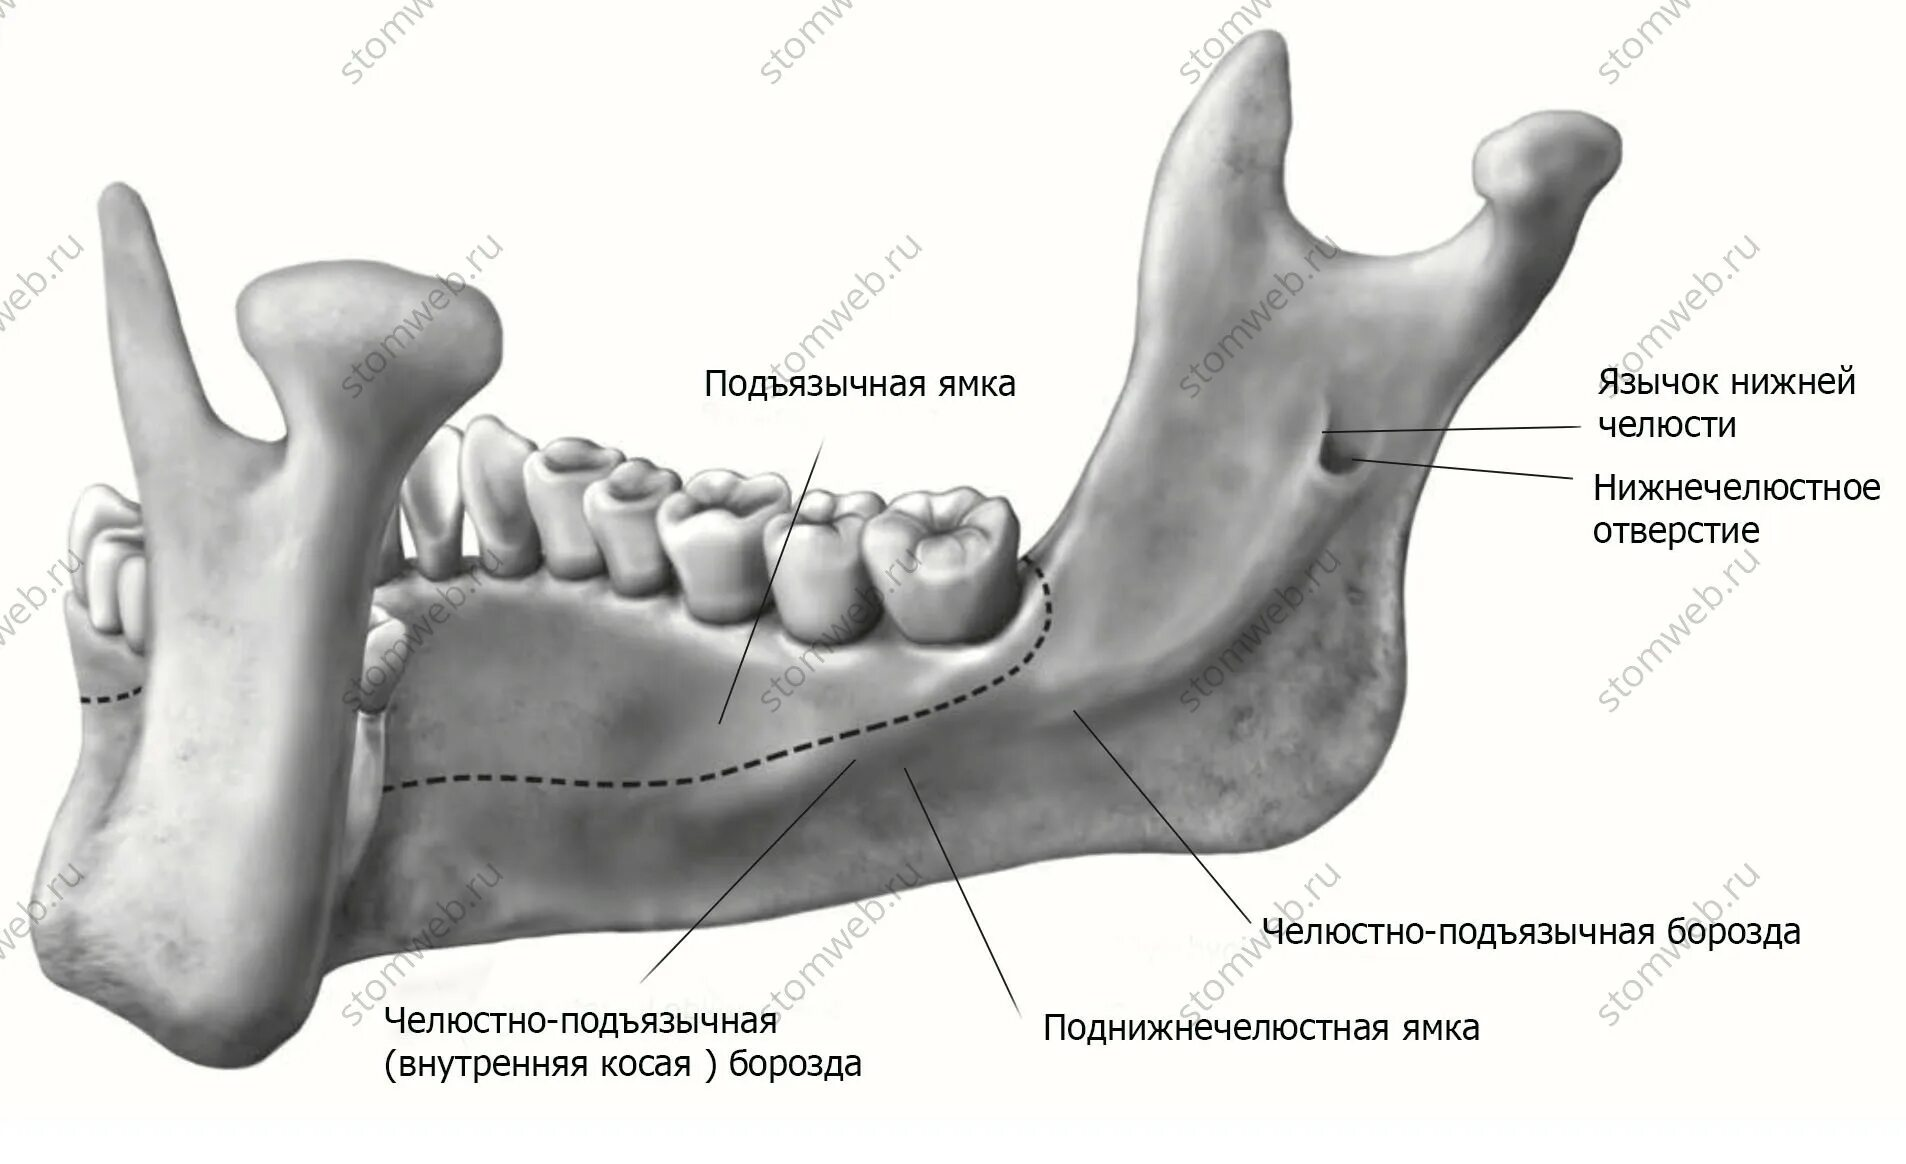 Подъязычная ямка
Язычок нижней
челюсти
Нижнечелюстное
отверстие
Челюстно-подъязычная борозда
Челюстно-подъязычная
(внутренняя косая ) борозда
Поднижнечелюстная ямка
stomweb.ru